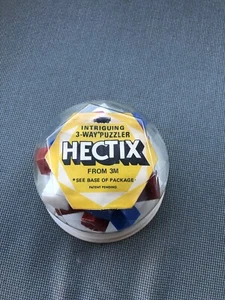 INTRIGUING
3-WAY PUZZLER
HECTIX
FROM 3M
*SEE BASE OF PACKAGE*
PATENT PENDING